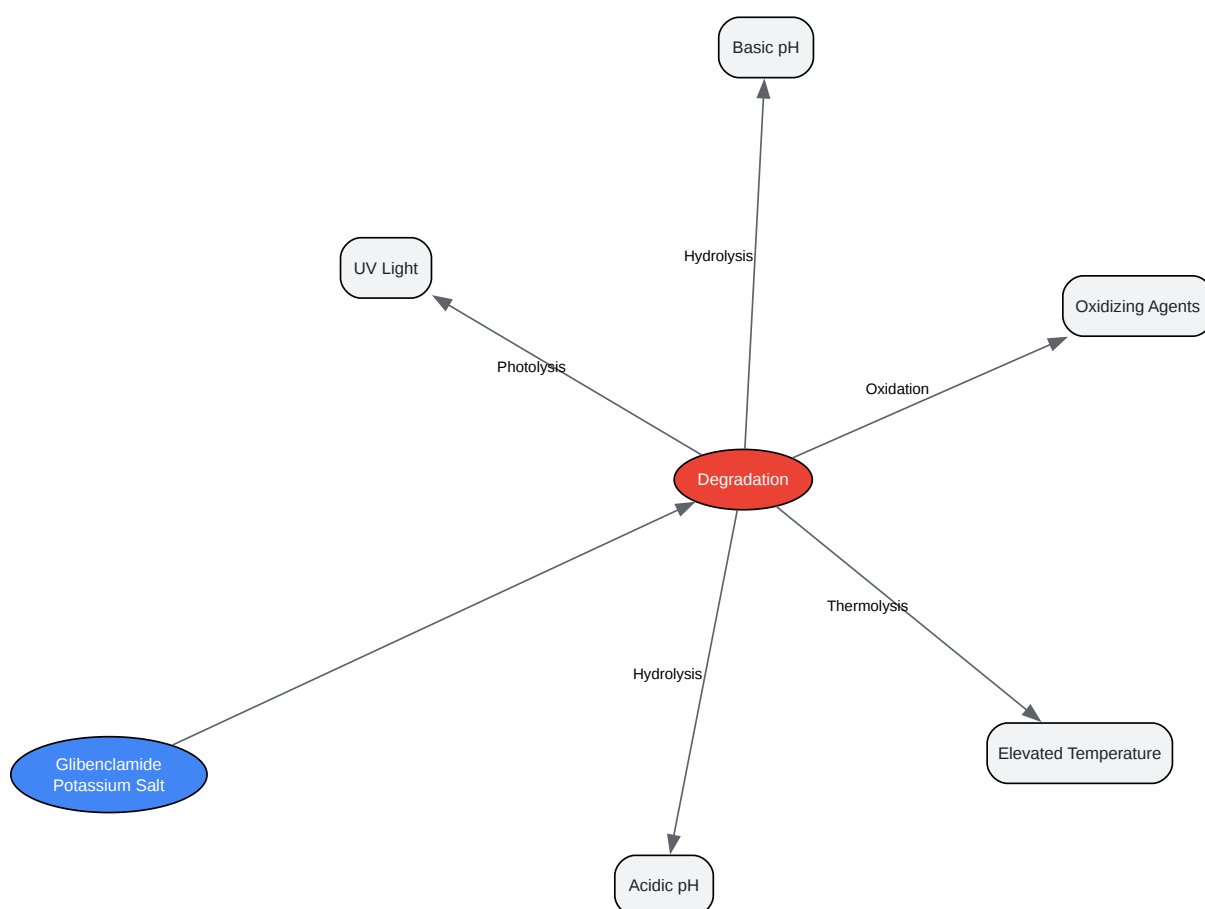 Basic pH
Hydrolysis
UV Light
Oxidizing Agents
Photolysis
Oxidation
Degradation
Thermolysis
Hydrolysis
Glibenclamide
Potassium Salt
Elevated Temperature
Acidic pH